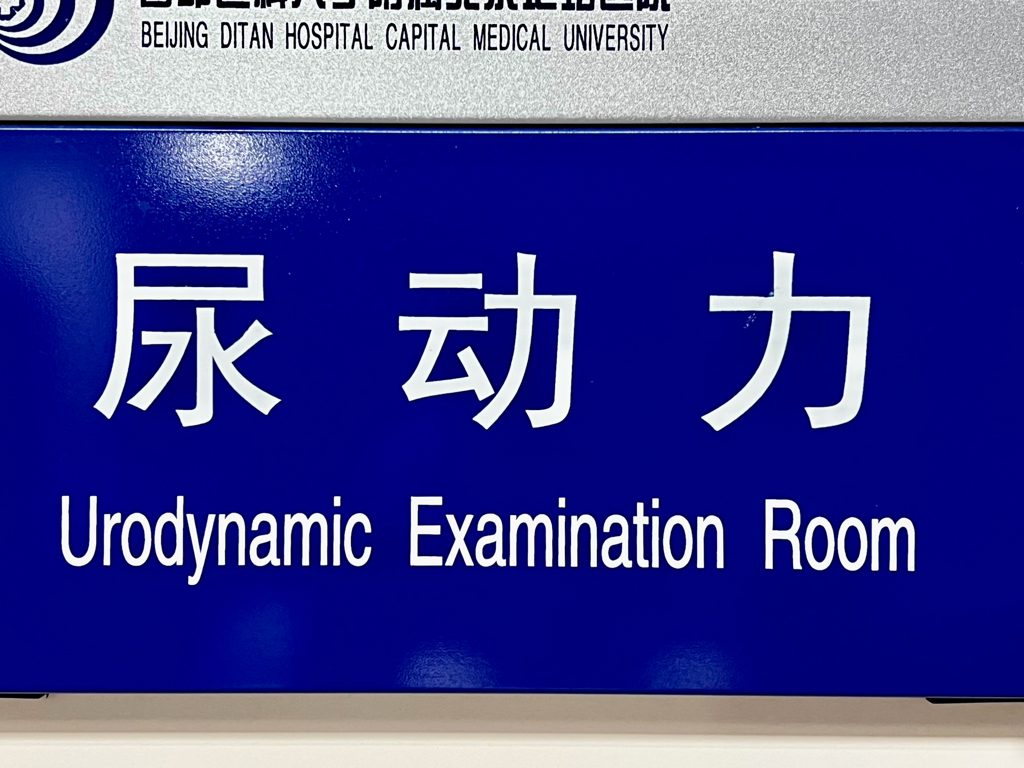 BEIJING DITAN HOSPITAL CAPITAL MEDICAL UNIVERSITY
尿动力
Urodynamic Examination Room